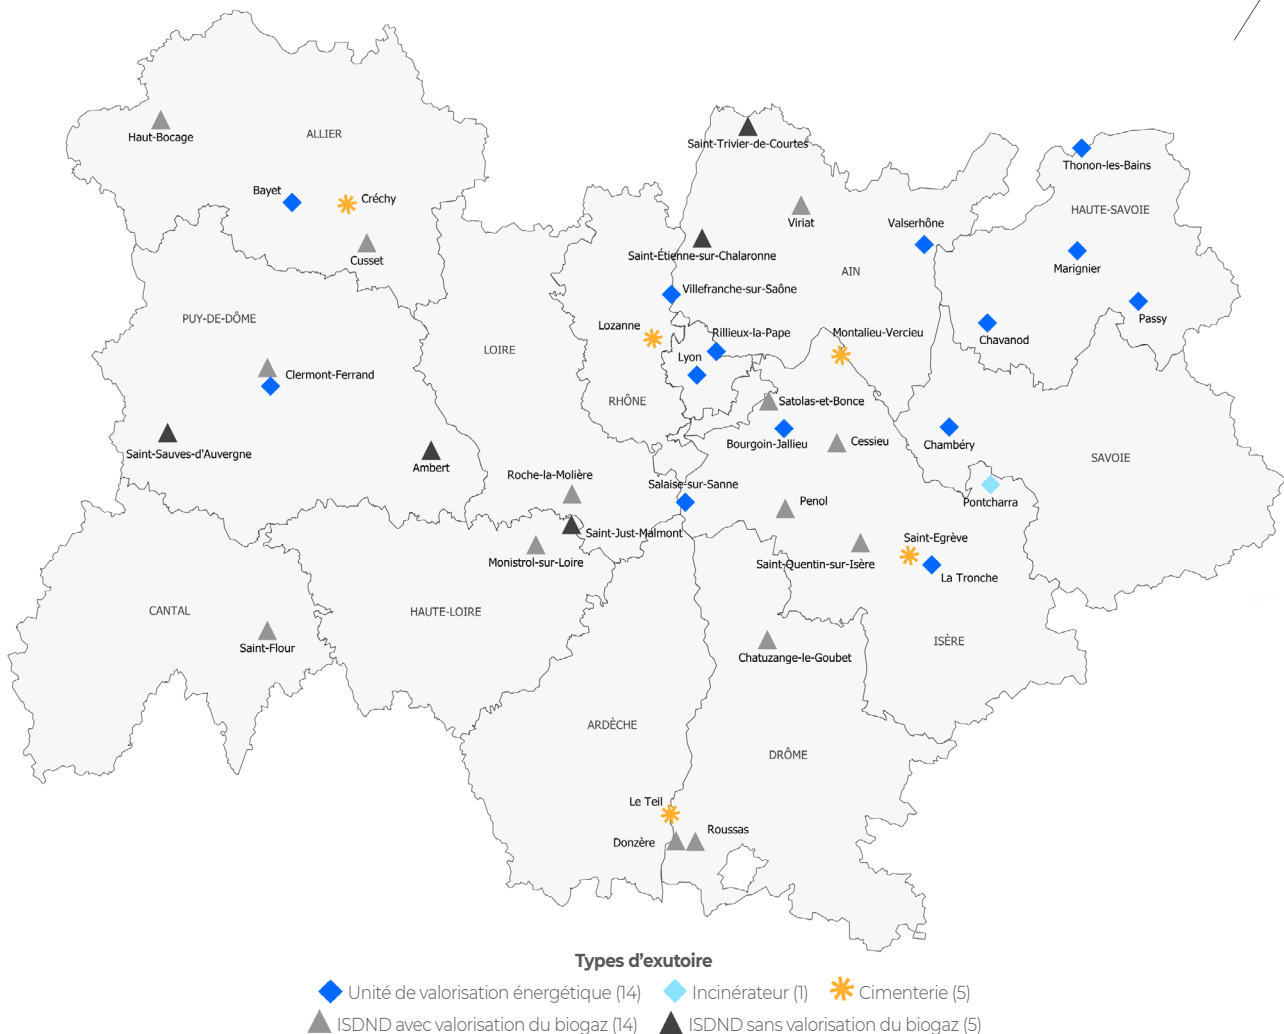 Saint-Trivier-de-Courtes
Haut-Bocage
ALLIER
Thonon-les-Bains
Bayet
Créchy
Viriat
HAUTE-SAVOIE
Valserhône
Cusset
Saint-Étienne-sur-Chalaronne
AIN
Marignier
Villefranche-sur-Saône
PUY-DE-DÔME
Lozanne
Rillieux-la-Pape
Montalieu-Vercieu
Passy
Chavanod
LOIRE
Lyon
Clermont-Ferrand
RHÔNE
Satolas-et-Bonce
Saint-Sauves-d'Auvergne
Ambert
Bourgoin-Jallieu
Cessieu
Chambéry
SAVOIE
Roche-la-Molière
Salaise-sur-Sanne
Penol
Pontcharra
Saint-Just-Malmont
Saint-Egrève
Monistrol-sur-Loire
Saint-Quentin-sur-Isère
La Tronche
CANTAL
HAUTE-LOIRE
Saint-Flour
Chatuzange-le-Goubet
ISÈRE
ARDÈCHE
DRÔME
Le Teil
Donzère
Roussas
Types d'exutoire
Unité de valorisation énergétique (14)
Incinérateur (1)
Cimenterie (5)
ISDND avec valorisation du biogaz (14)
ISDND sans valorisation du biogaz (5)